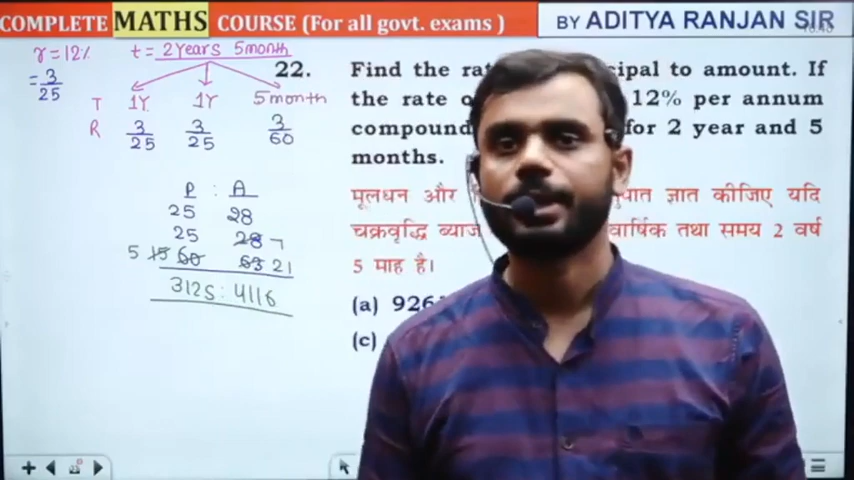 COMPLETE MATHS COURSE (For all govt. exams)
BY ADITYA RANJAN SIR
r = 12%
= 3/25
t = 2 Years 5 month
T 1Y 1Y 5 month
R 3/25 3/25 3/60
P : A
25 28
25 28 7
5 15 60 63 21
3125 : 4116
22. Find the to amount. If
the rate 12% per annum
compound for 2 year and 5
months.
मूलधन और ज्ञात कीजिए यदि
चक्रवृद्धि तथा समय 2 वर्ष
5 माह है।
(a) 926
(c)